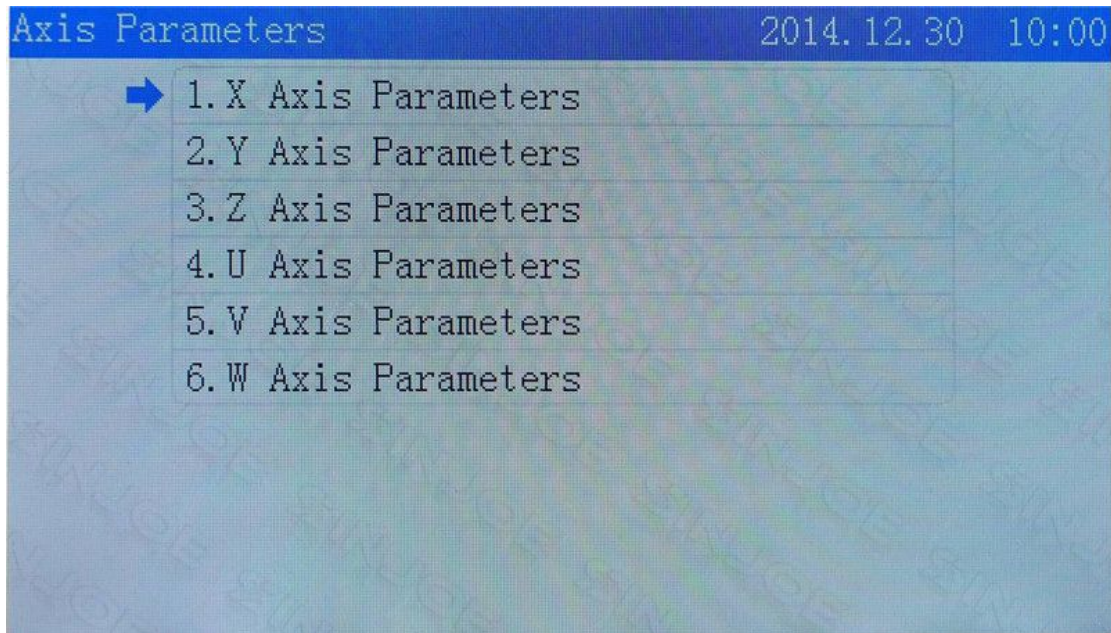 Axis Parameters 2014.12.30 10:00
1.X Axis Parameters
2.Y Axis Parameters
3.Z Axis Parameters
4.U Axis Parameters
5.V Axis Parameters
6.W Axis Parameters